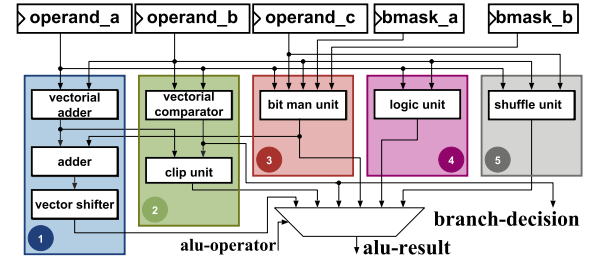 operand_a
operand_b
operand_c
bmask_a
bmask_b
vectorial
adder
vectorial
comparator
bit man unit
logic unit
shuffle unit
adder
clip unit
3
4
5
vector shifter
2
1
branch-decision
alu-operator
alu-result